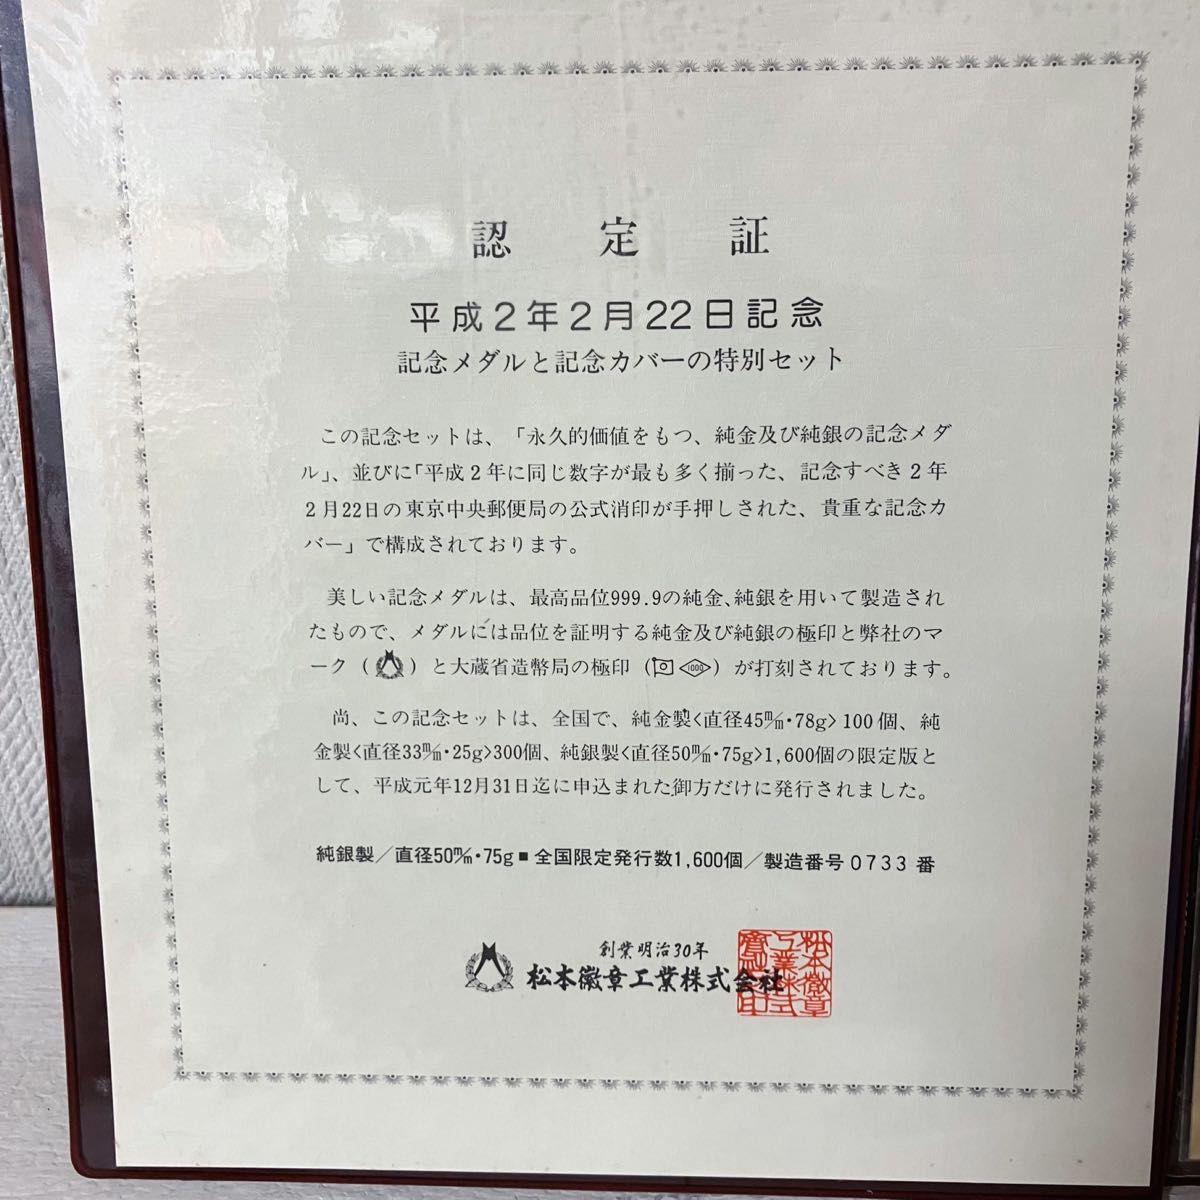 認定証
平成2年2月22日記念
記念メダルと記念カバーの特別セット
この記念セットは、「永久的価値をもつ、純金及び純銀の記念メダ
ル」、並びに「平成2年に同じ数字が最も多く揃った、記念すべき2年
2月22日の東京中央郵便局の公式消印が手押しされた、貴重な記念カ
バー」で構成されております。
美しい記念メダルは、最高品位999.9の純金、純銀を用いて製造され
たもので、メダルには品位を証明する純金及び純銀の極印と弊社のマ
ーク()と大蔵省造幣局の極印(1000)が打刻されております。
尚、この記念セットは、全国で、純金製<直径45m/m・78g>100個、純
金製<直径33m/m・25g>300個、純銀製<直径50m/m・75g>1,600個の限定版と
して、平成元年12月31日迄に申込まれた御方だけに発行されました。
純銀製/直径50m/m・75g■全国限定発行数1,600個/製造番号0733番
創業明治30年
松本徽章工業株式会社
松本徽章
工業株式